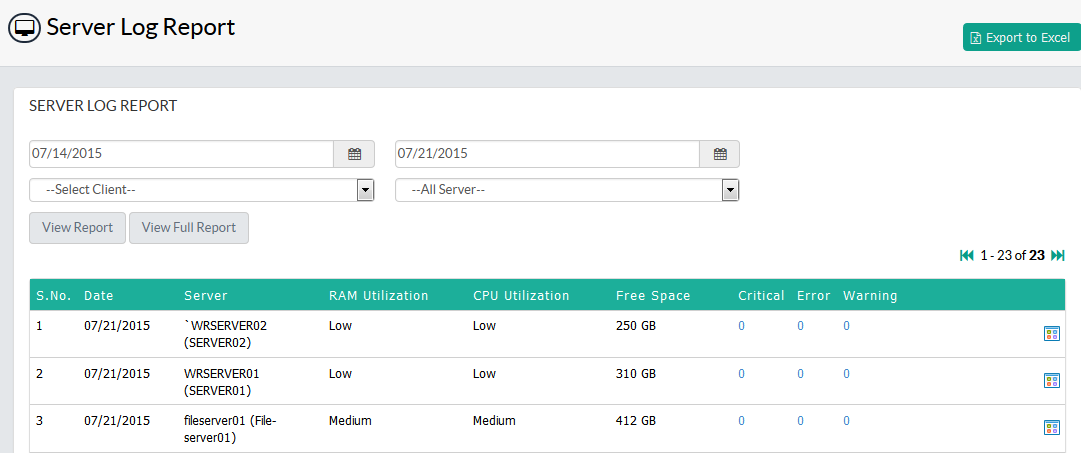 Server Log Report
Export to Excel
SERVER LOG REPORT
07/14/2015 07/21/2015
--Select Client-- --All Server--
View Report View Full Report
1 - 23 of 23
S.No. Date Server RAM Utilization CPU Utilization Free Space Critical Error Warning
1 07/21/2015 `WRSERVER02 Low Low 250 GB 0 0 0
(SERVER02)
2 07/21/2015 WRSERVER01 Low Low 310 GB 0 0 0
(SERVER01)
3 07/21/2015 fileserver01 (File- Medium Medium 412 GB 0 0 0
server01)